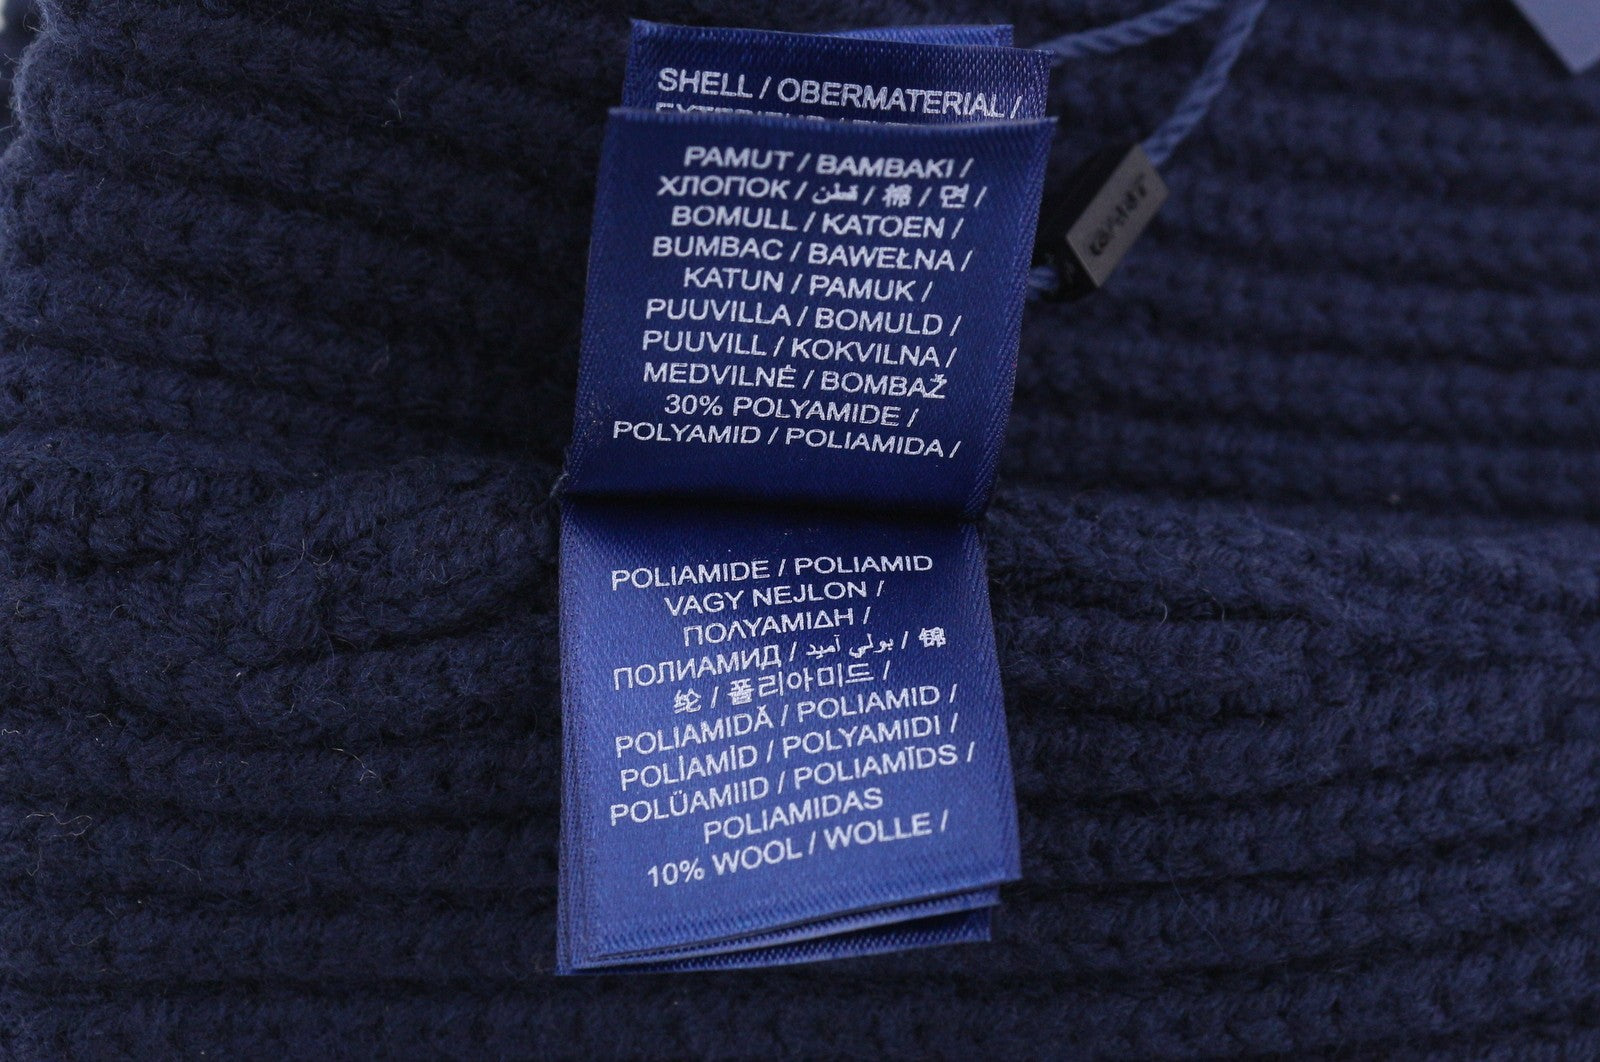 SHELL / OBERMATERIAL /
PAMUT / BAMBAKI /
ХЛОПОК / قطن / 棉 / 면 /
BOMULL / KATOEN /
BUMBAC / BAWEŁNA /
KATUN / PAMUK /
PUUVILLA / BOMULD /
PUUVILL / KOKVILNA /
MEDVILNĖ / BOMBAŽ
30% POLYAMIDE /
POLYAMID / POLIAMIDA /
POLIAMIDE / POLIAMID
VAGY NEJLON /
ΠΟΛΥΑΜΙΔΗ /
ПОЛИАМИД / بولي آميد / 锦
纶 / 폴리아미드 /
POLIAMIDĂ / POLIAMID /
POLİAMİD / POLYAMIDI /
POLÜAMIID / POLIAMĪDS /
POLIAMIDAS
10% WOOL / WOLLE /